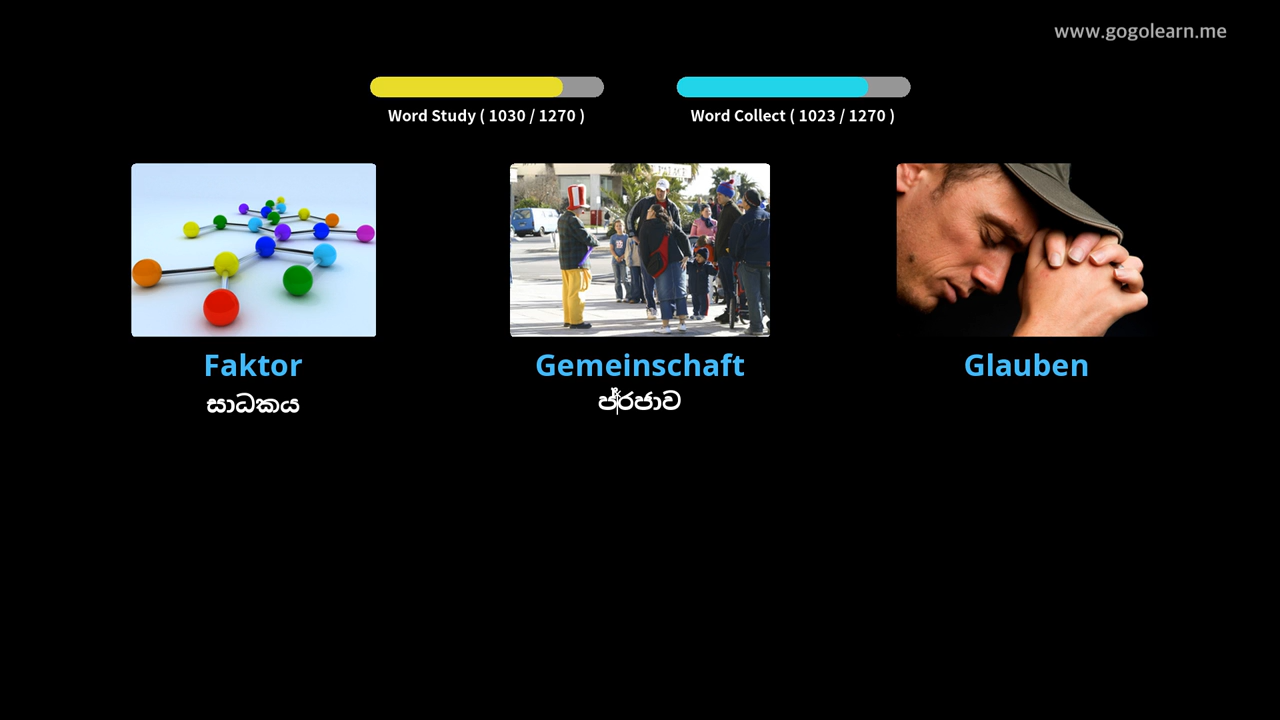 www.gogolearn.me
Word Study ( 1030 / 1270 )
Word Collect ( 1023 / 1270 )
Faktor
Gemeinschaft
Glauben
සාධකය
ප්‍රජාව